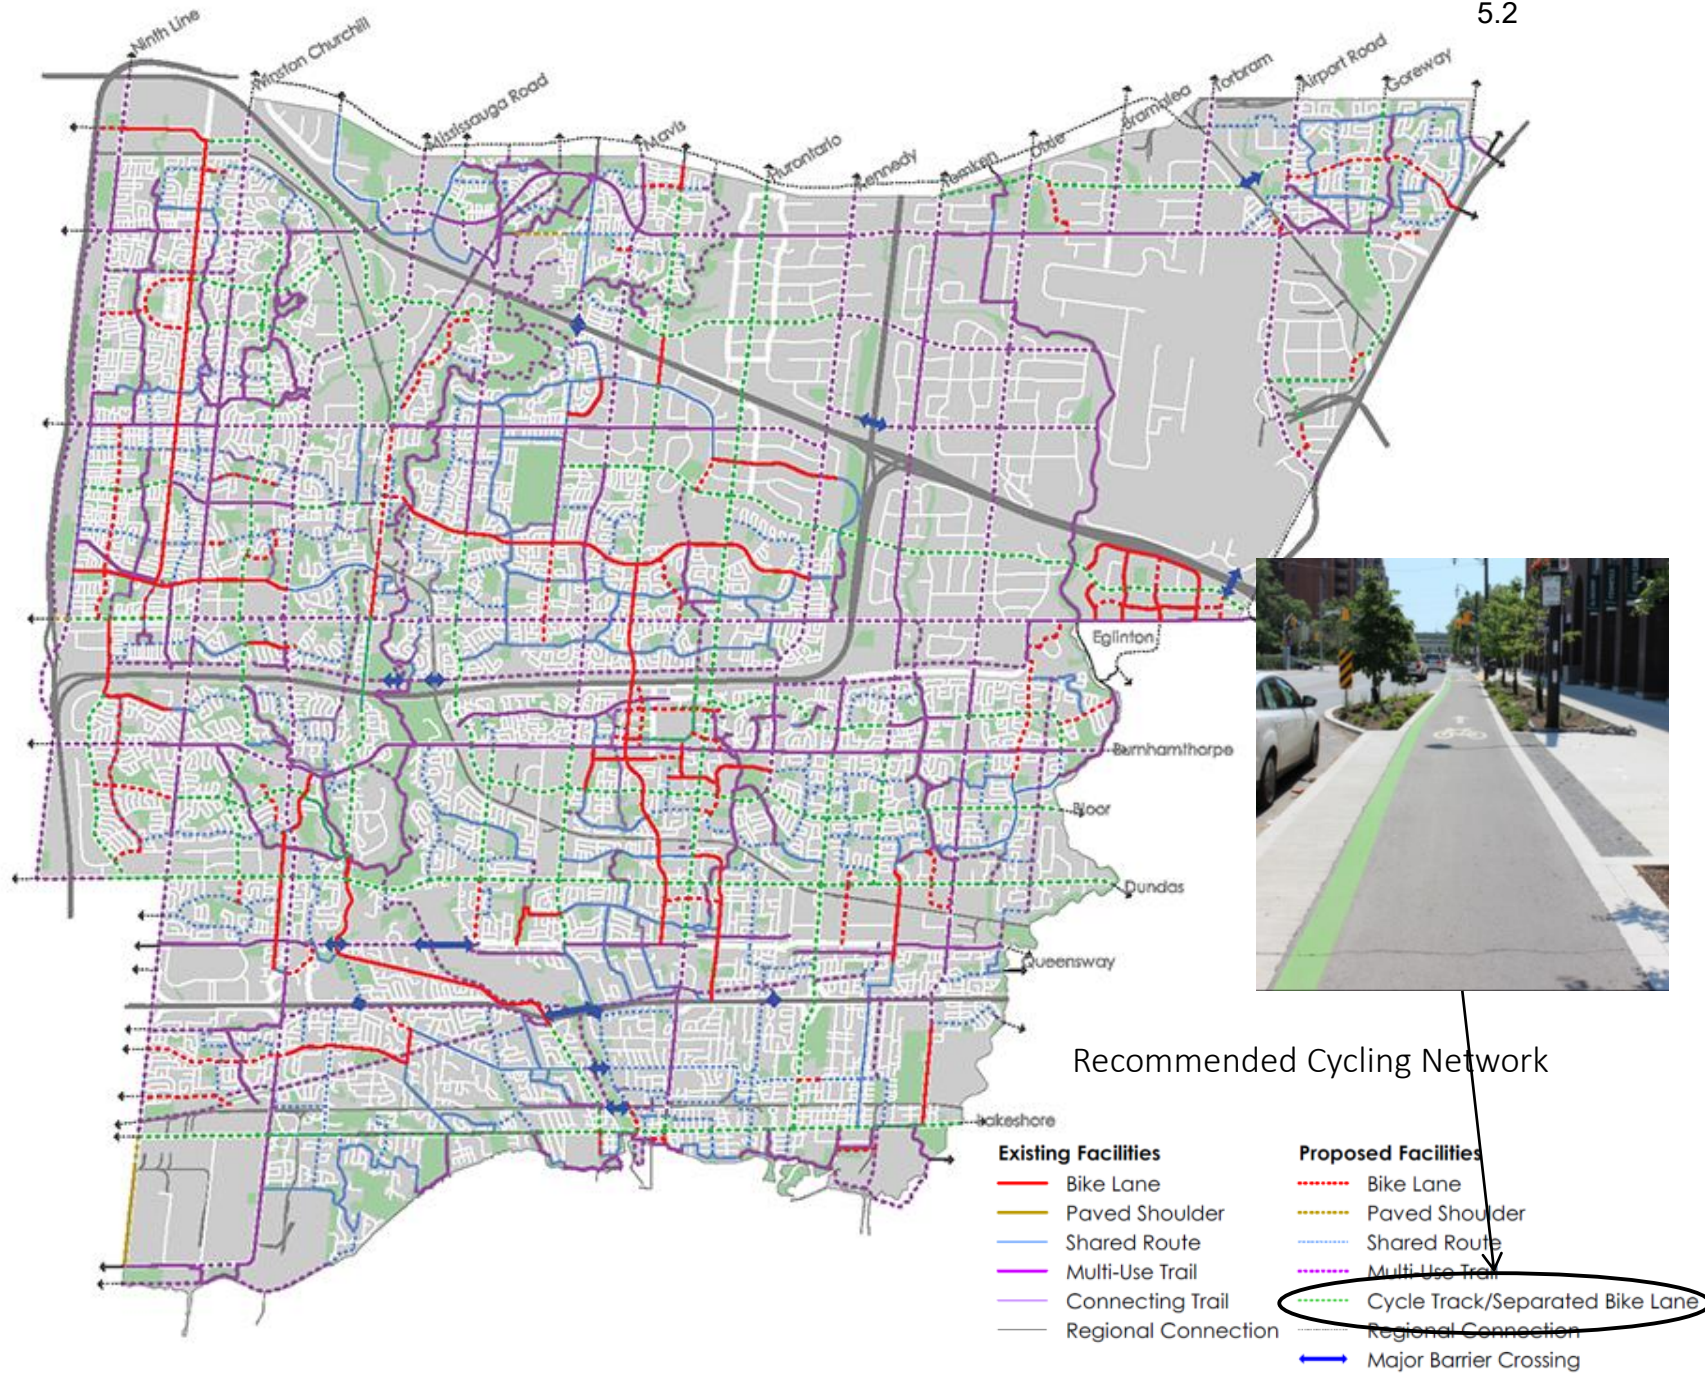 5.2
Ninth Line
Winston Churchill
Mississauga Road
Mavis
Hurontario
Kennedy
Tomken
Dixie
Bramalea
Torbram
Airport Road
Goreway
Eglinton
Burnhamthorpe
Bloor
Dundas
Queensway
Lakeshore
Recommended Cycling Network
Existing Facilities
Bike Lane
Paved Shoulder
Shared Route
Multi-Use Trail
Connecting Trail
Regional Connection
Proposed Facilities
Bike Lane
Paved Shoulder
Shared Route
Multi-Use Trail
Cycle Track/Separated Bike Lane
Regional Connection
Major Barrier Crossing